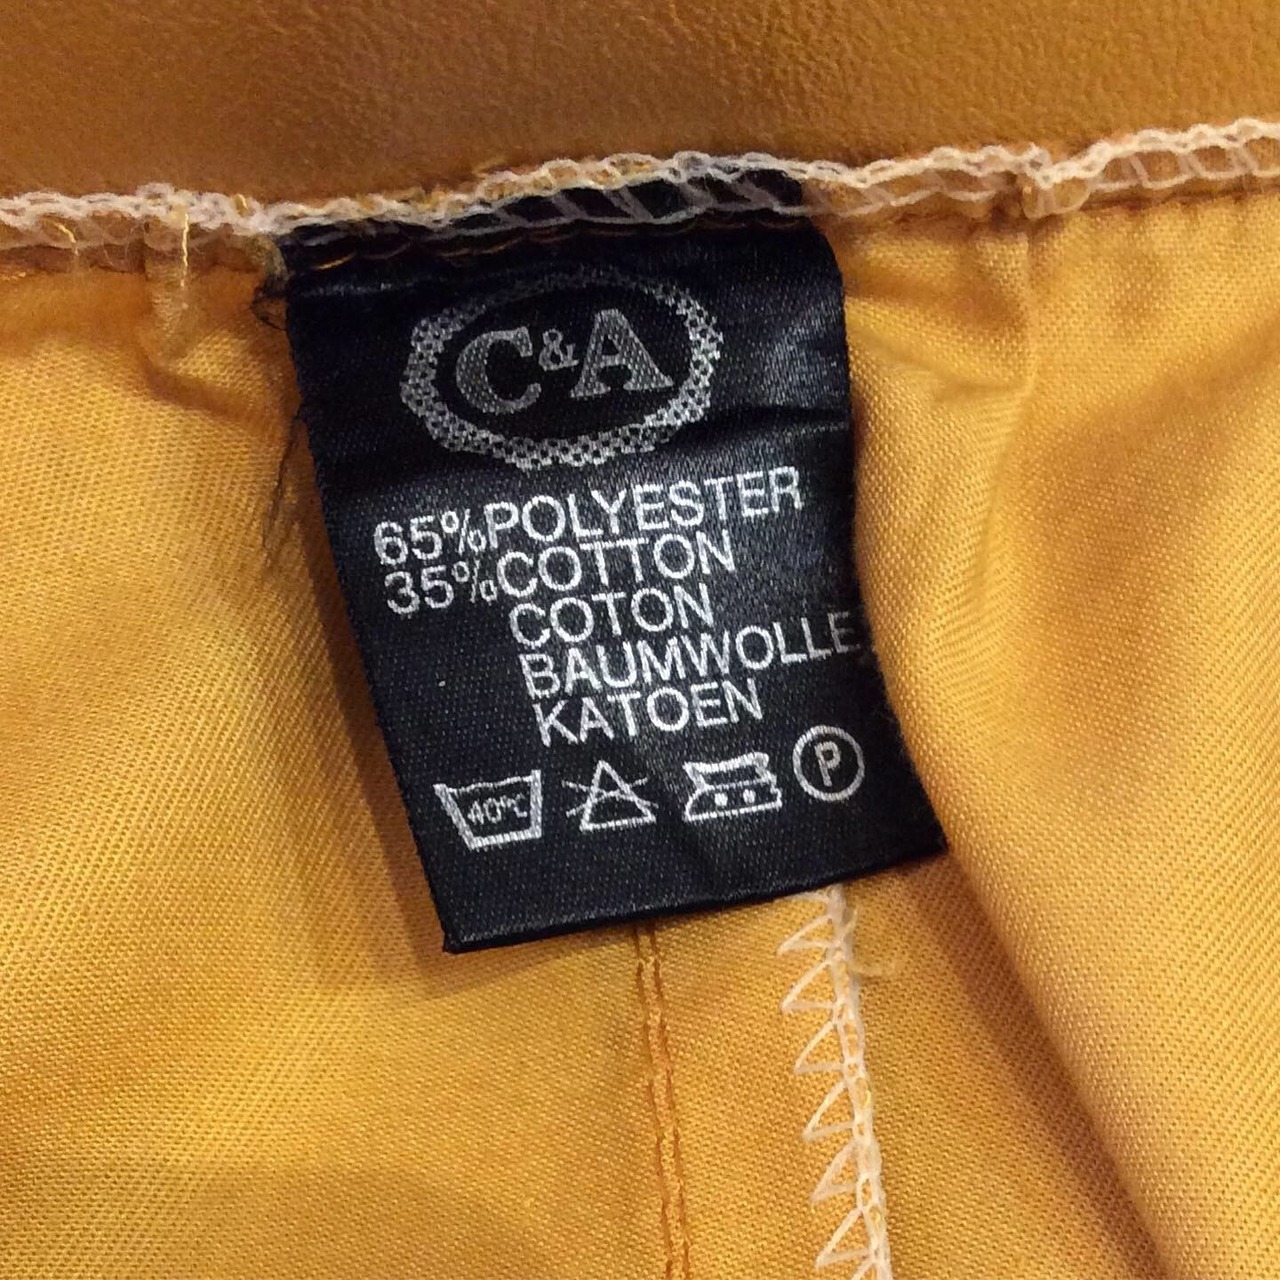 C&A
65%POLYESTER
35%COTTON
COTON
BAUMWOLLE
KATOEN
40°C P